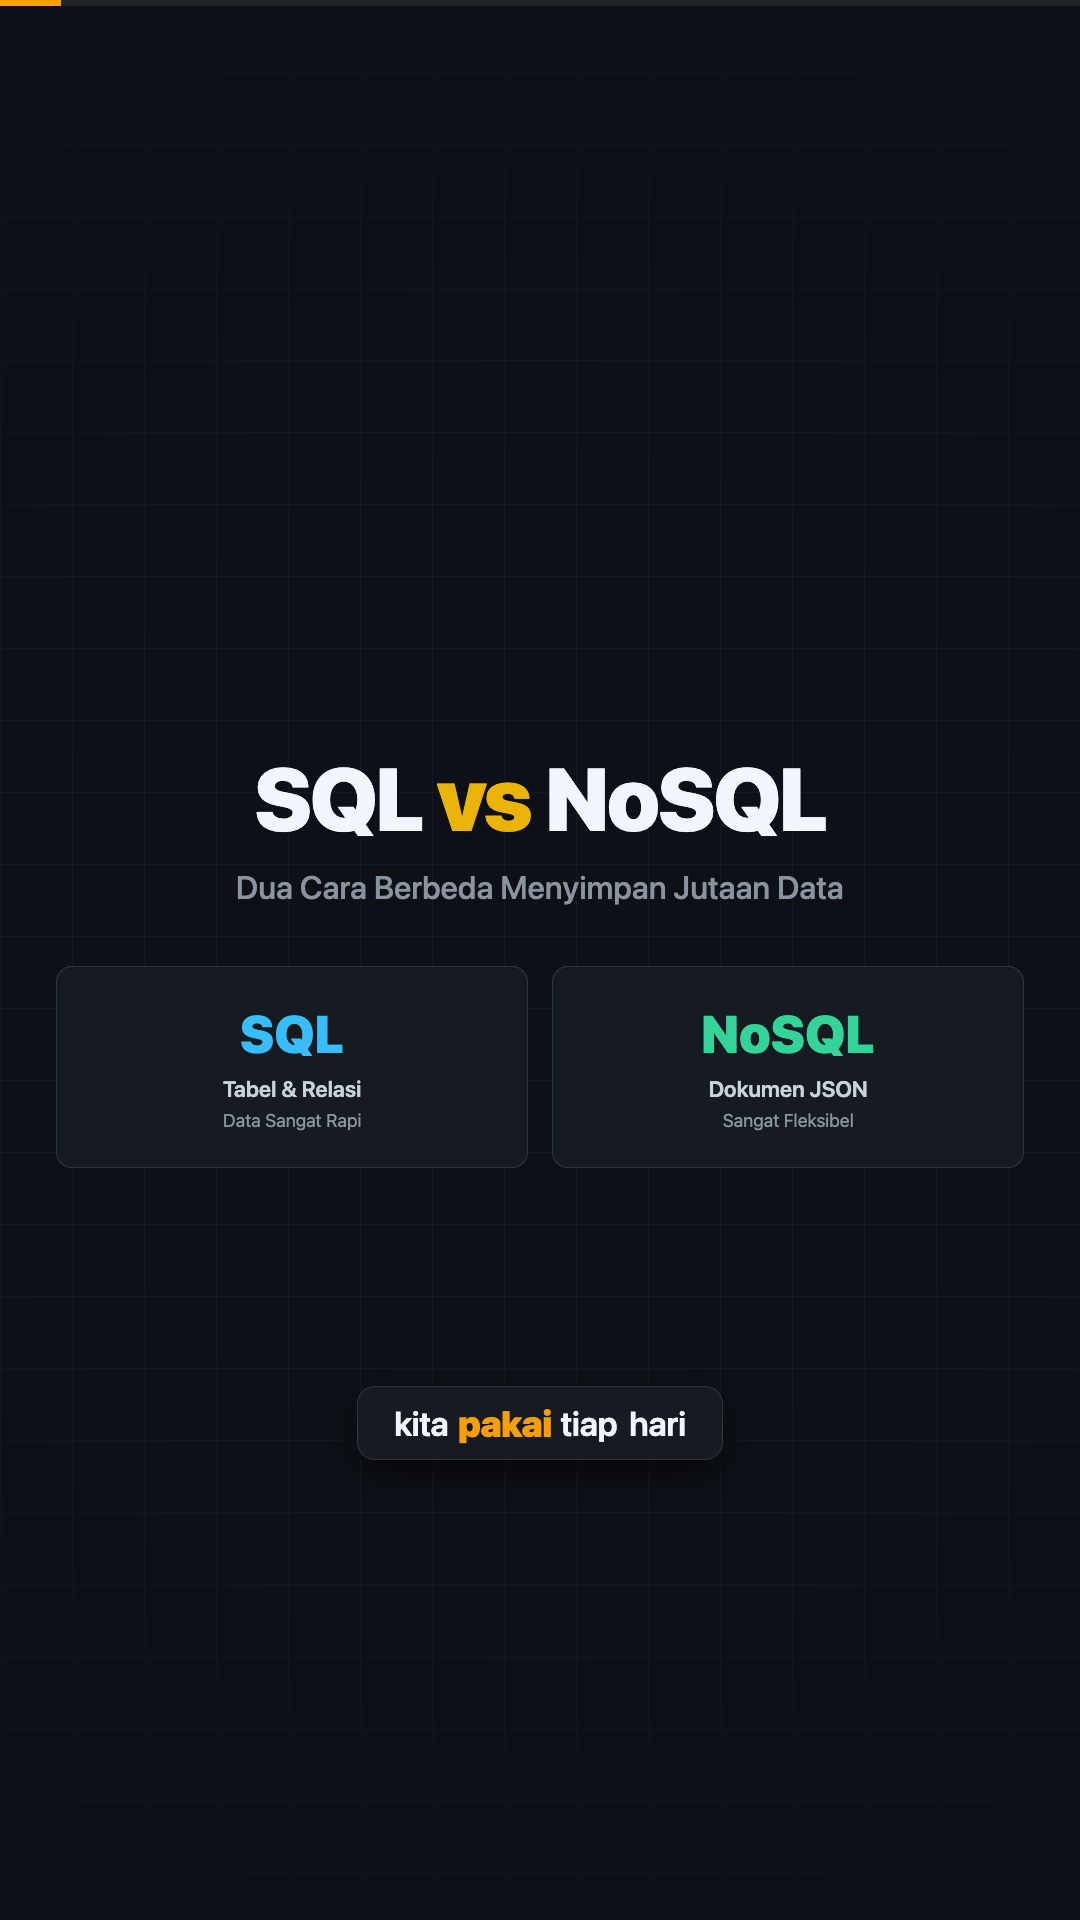 SQL vs NoSQL
Dua Cara Berbeda Menyimpan Jutaan Data
SQL
Tabel & Relasi
Data Sangat Rapi
NoSQL
Dokumen JSON
Sangat Fleksibel
kita pakai tiap hari